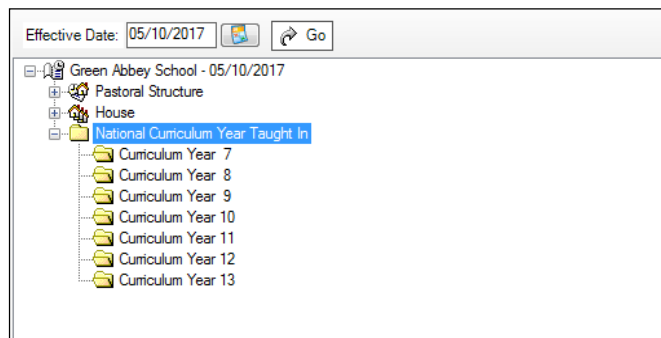 Effective Date: 05/10/2017 Go
Green Abbey School - 05/10/2017
Pastoral Structure
House
National Curriculum Year Taught In
Curriculum Year 7
Curriculum Year 8
Curriculum Year 9
Curriculum Year 10
Curriculum Year 11
Curriculum Year 12
Curriculum Year 13